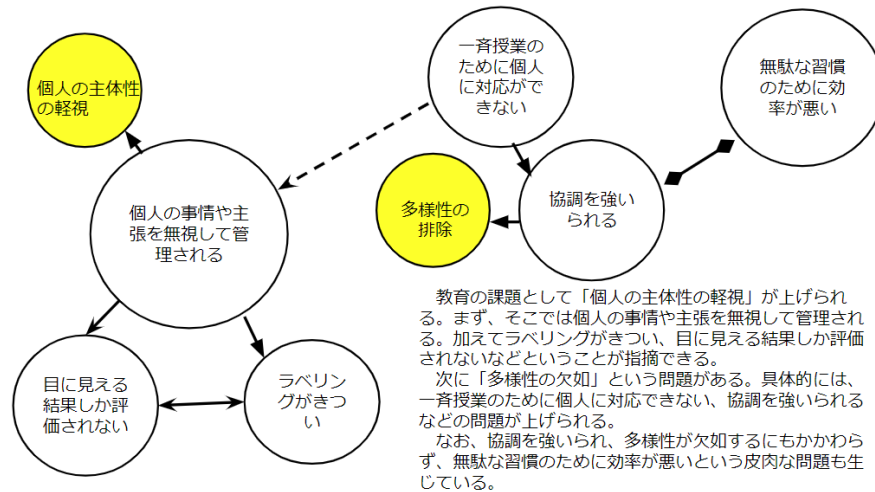 個人の主体性
の軽視
一斉授業の
ために個人
に対応がで
きない
無駄な習慣
のために効
率が悪い
個人の事情や主
張を無視して管
理される
多様性の
排除
協調を強い
られる
目に見える
結果しか評
価されない
ラベリン
グがきつ
い
教育の課題として「個人の主体性の軽視」が上げられ
る。まず、そこでは個人の事情や主張を無視して管理され
る。加えてラベリングがきつい、目に見える結果しか評価
されないなどということが指摘できる。
次に「多様性の欠如」という問題がある。具体的には、
一斉授業のために個人に対応できない、協調を強いられる
などの問題が上げられる。
なお、協調を強いられ、多様性が欠如するにもかかわら
ず、無駄な習慣のために効率が悪いという皮肉な問題も生
じている。